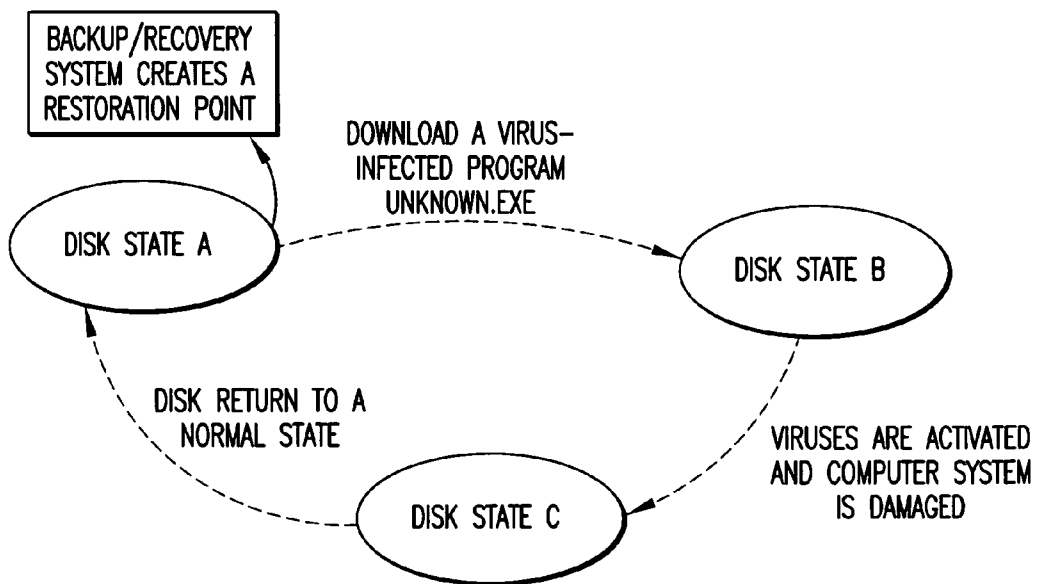 BACKUP/RECOVERY
SYSTEM CREATES A
RESTORATION POINT
DOWNLOAD A VIRUS-
INFECTED PROGRAM
UNKNOWN.EXE
DISK STATE A
DISK STATE B
DISK RETURN TO A
NORMAL STATE
VIRUSES ARE ACTIVATED
AND COMPUTER SYSTEM
IS DAMAGED
DISK STATE C